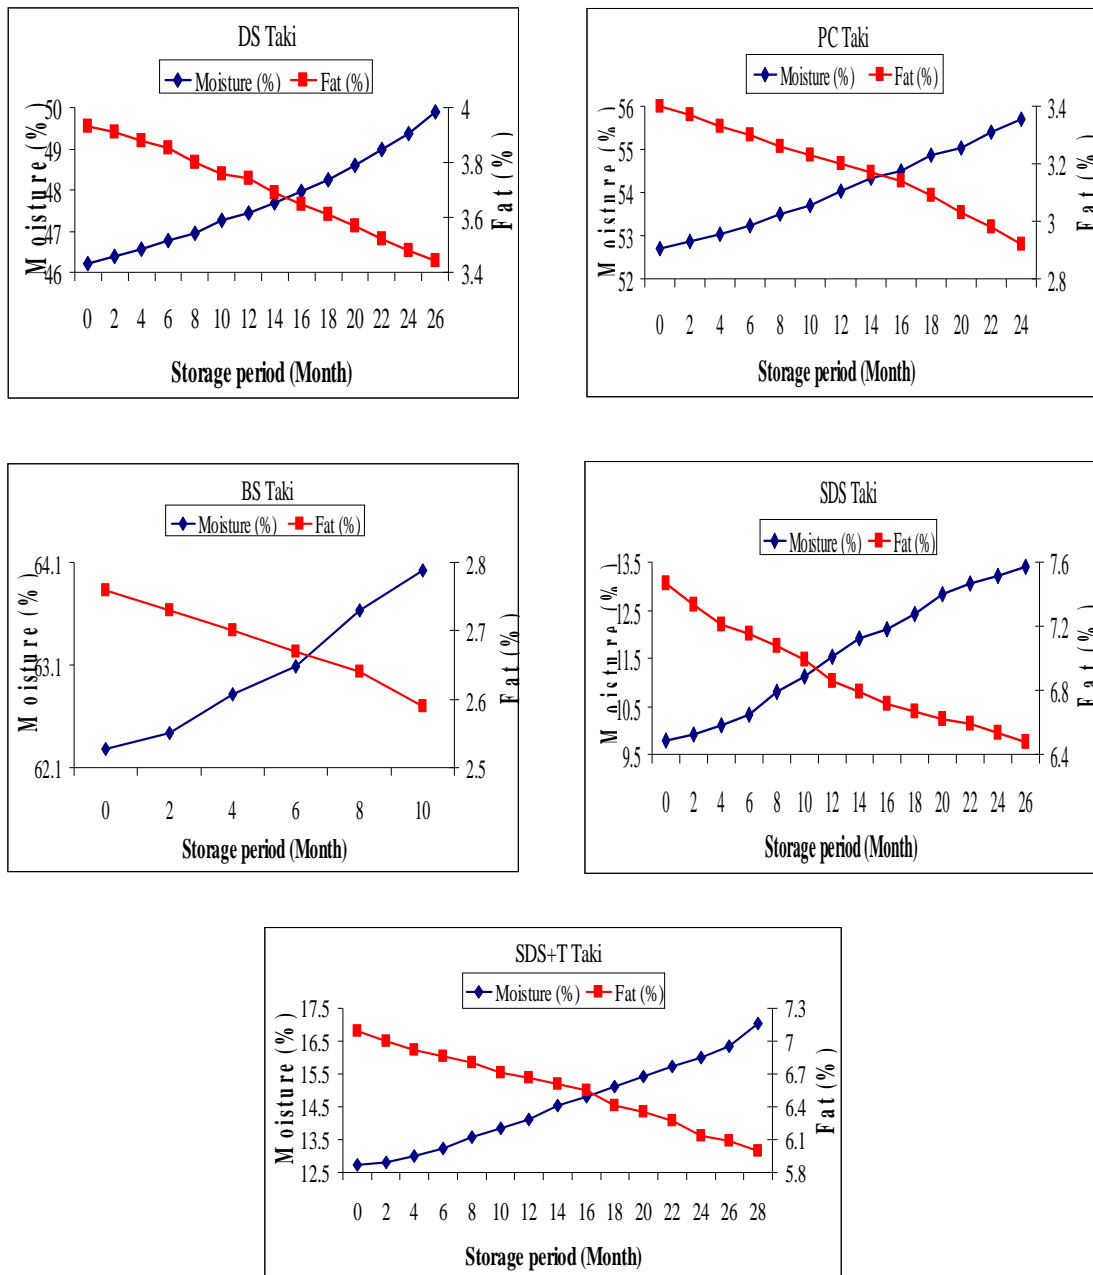 DS Taki
Moisture (%) Fat (%)
50
49
48
47
46
4
3.8
3.6
3.4
Moisture (%)
Fat (%)
0 2 4 6 8 10 12 14 16 18 20 22 24 26
Storage period (Month)
PC Taki
Moisture (%) Fat (%)
56
55
54
53
52
3.4
3.2
3
2.8
Moisture (%)
Fat (%)
0 2 4 6 8 10 12 14 16 18 20 22 24
Storage period (Month)
BS Taki
Moisture (%) Fat (%)
64.1
63.1
62.1
2.8
2.7
2.6
2.5
Moisture (%)
Fat (%)
0 2 4 6 8 10
Storage period (Month)
SDS Taki
Moisture (%) Fat (%)
13.5
12.5
11.5
10.5
9.5
7.6
7.2
6.8
6.4
Moisture (%)
Fat (%)
0 2 4 6 8 10 12 14 16 18 20 22 24 26
Storage period (Month)
SDS+T Taki
Moisture (%) Fat (%)
17.5
16.5
15.5
14.5
13.5
12.5
7.3
7
6.7
6.4
6.1
5.8
Moisture (%)
Fat (%)
0 2 4 6 8 10 12 14 16 18 20 22 24 26 28
Storage period (Month)